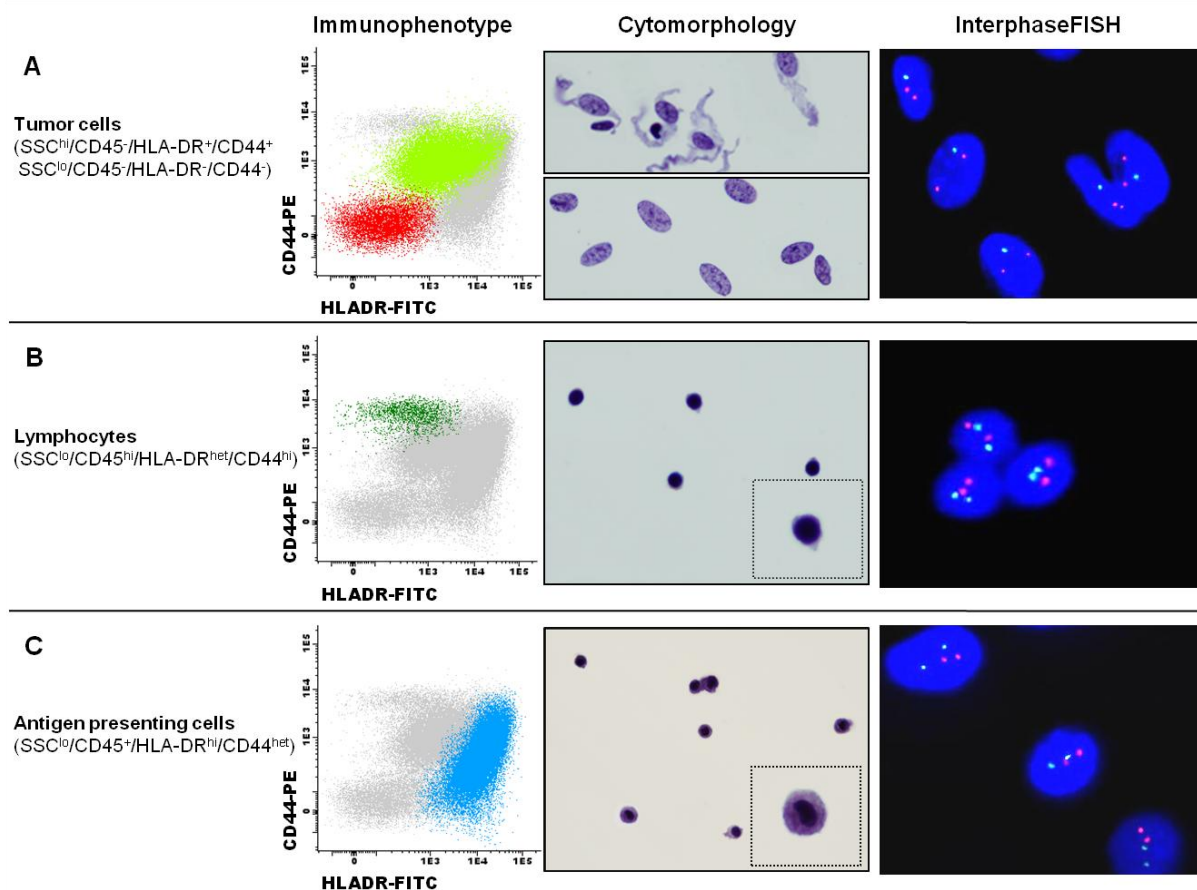 Immunophenotype
Cytomorphology
InterphaseFISH
A
Tumor cells
(SSChi/CD45-/HLA-DR+/CD44+
SSClo/CD45-/HLA-DR-/CD44-)
CD44-PE
0
1E3
1E4
1E5
0
1E3
1E4
1E5
HLADR-FITC
B
Lymphocytes
(SSClo/CD45hi/HLA-DRhet/CD44hi)
CD44-PE
0
1E3
1E4
1E5
0
1E3
1E4
1E5
HLADR-FITC
C
Antigen presenting cells
(SSClo/CD45+/HLA-DRhi/CD44het)
CD44-PE
0
1E3
1E4
1E5
0
1E3
1E4
1E5
HLADR-FITC